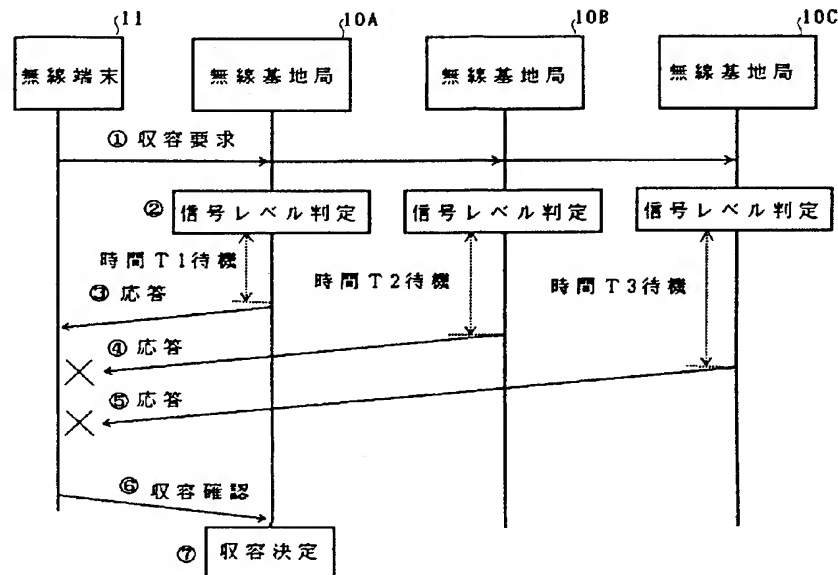 11
10A
10B
10C
無線端末
無線基地局
無線基地局
無線基地局
① 収容要求
② 信号レベル判定
信号レベル判定
信号レベル判定
時間T1待機
時間T2待機
時間T3待機
③ 応答
④ 応答
⑤ 応答
⑥ 収容確認
⑦ 収容決定